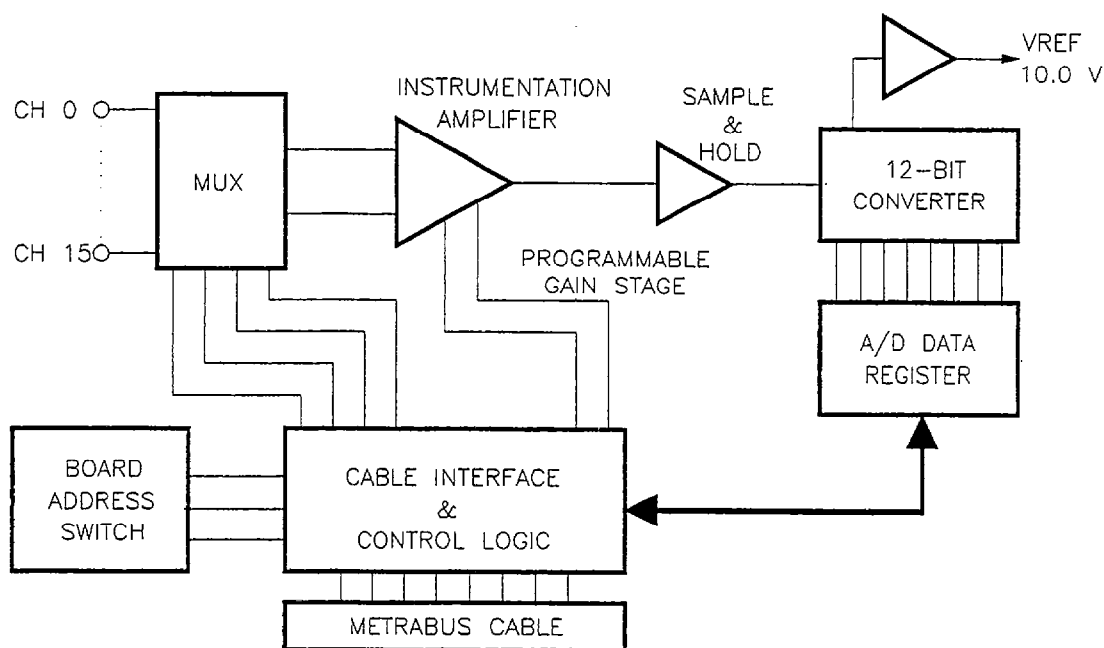 VREF
10.0 V
INSTRUMENTATION
AMPLIFIER
SAMPLE
&
HOLD
CH 0
MUX
12-BIT
CONVERTER
CH 15
PROGRAMMABLE
GAIN STAGE
A/D DATA
REGISTER
BOARD
ADDRESS
SWITCH
CABLE INTERFACE
&
CONTROL LOGIC
METRABUS CABLE